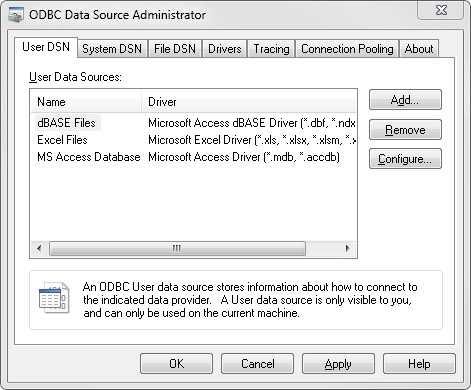 ODBC Data Source Administrator
User DSN System DSN File DSN Drivers Tracing Connection Pooling About
User Data Sources:
Name Driver
dBASE Files Microsoft Access dBASE Driver (*.dbf, *.ndx
Excel Files Microsoft Excel Driver (*.xls, *.xlsx, *.xlsm, *.x
MS Access Database Microsoft Access Driver (*.mdb, *.accdb)
Add...
Remove
Configure...
An ODBC User data source stores information about how to connect to
the indicated data provider. A User data source is only visible to you,
and can only be used on the current machine.
OK Cancel Apply Help